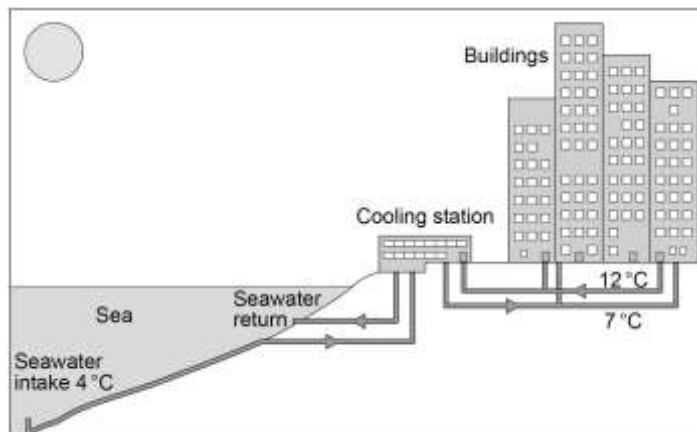 Buildings
Cooling station
12 °C
7 °C
Seawater
return
Sea
Seawater
intake 4 °C